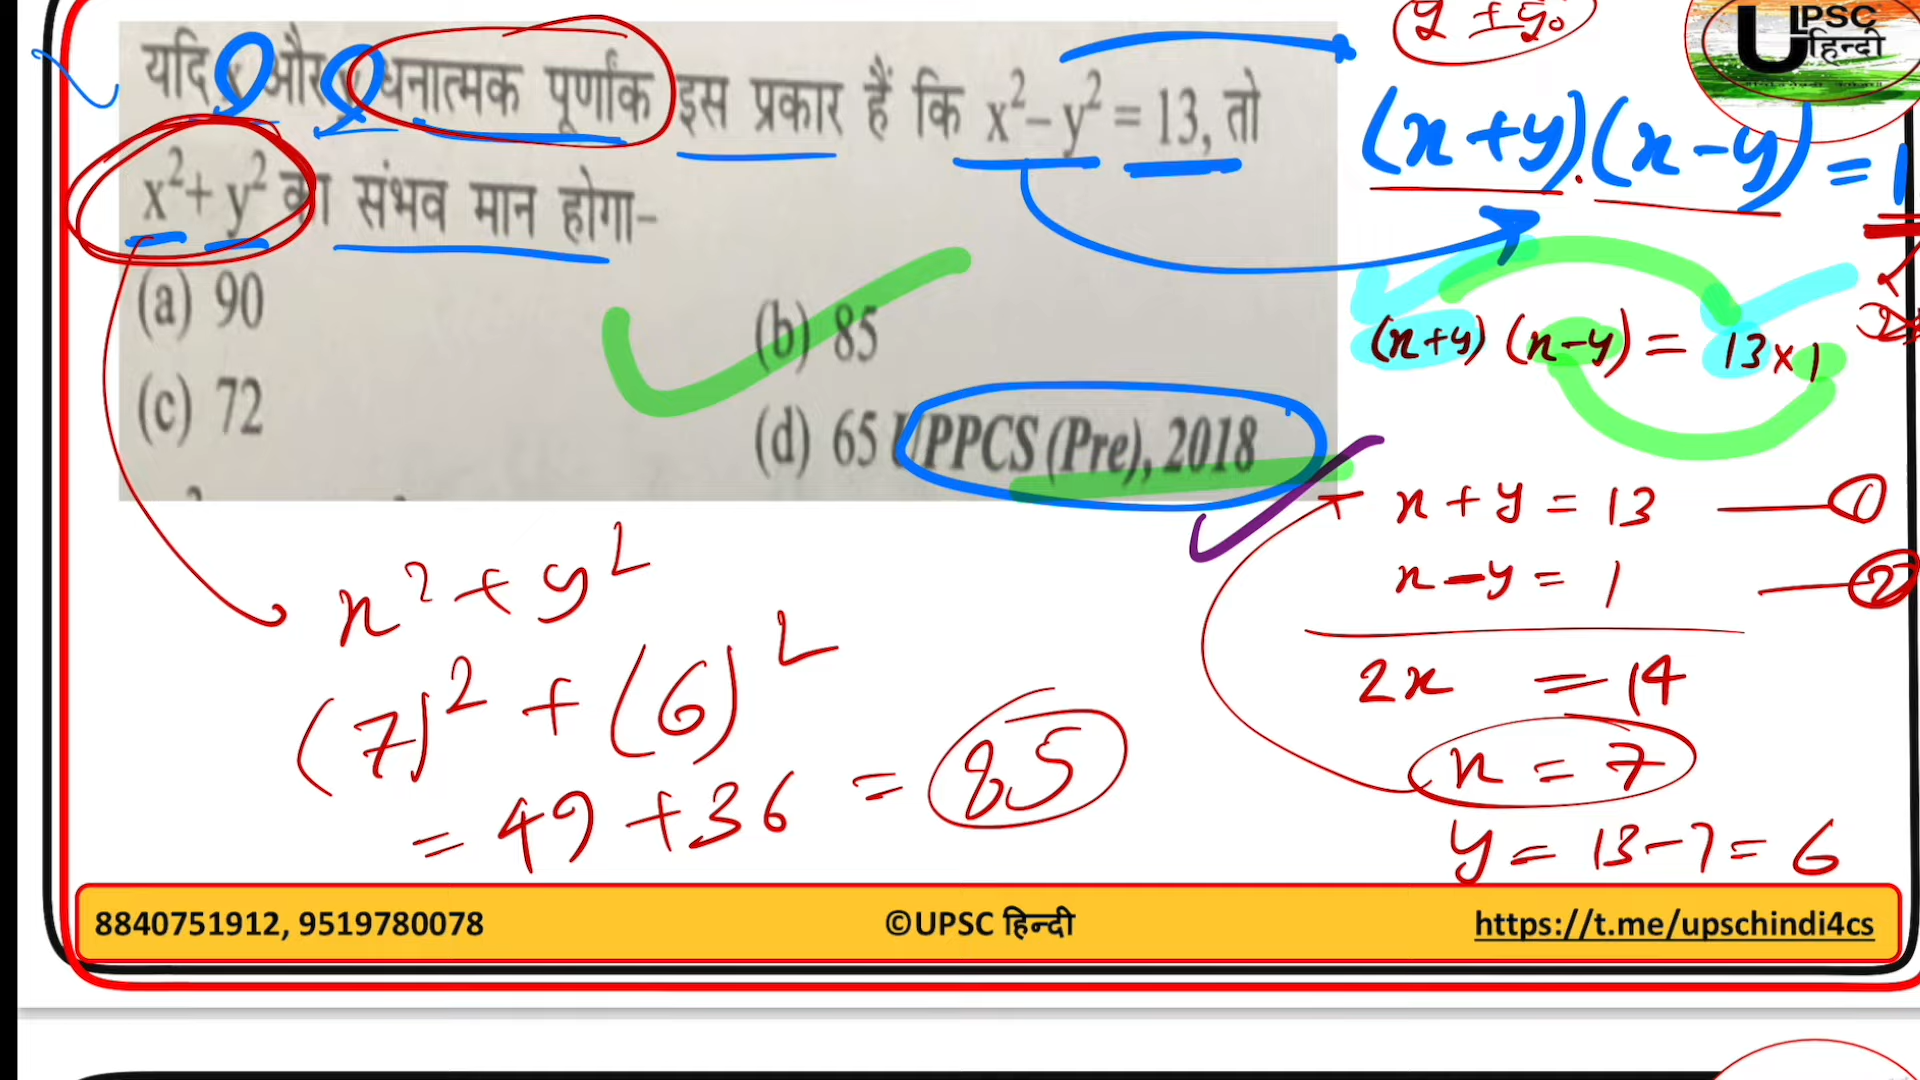 यदि x और y धनात्मक पूर्णांक इस प्रकार हैं कि x²– y² = 13, तो
x²+ y² का संभव मान होगा–
(a) 90
(b) 85
(c) 72
(d) 65 UPPCS (Pre), 2018
UPSC
हिन्दी
(x+y).(x-y) = 1
(x+y) (x-y) = 13x1
x + y = 13 1
x - y = 1 2
2x = 14
x = 7
y = 13-7 = 6
x² + y²
(7)² + (6)²
= 49 + 36 = 85
8840751912, 9519780078
©UPSC हिन्दी
https://t.me/upschindi4cs